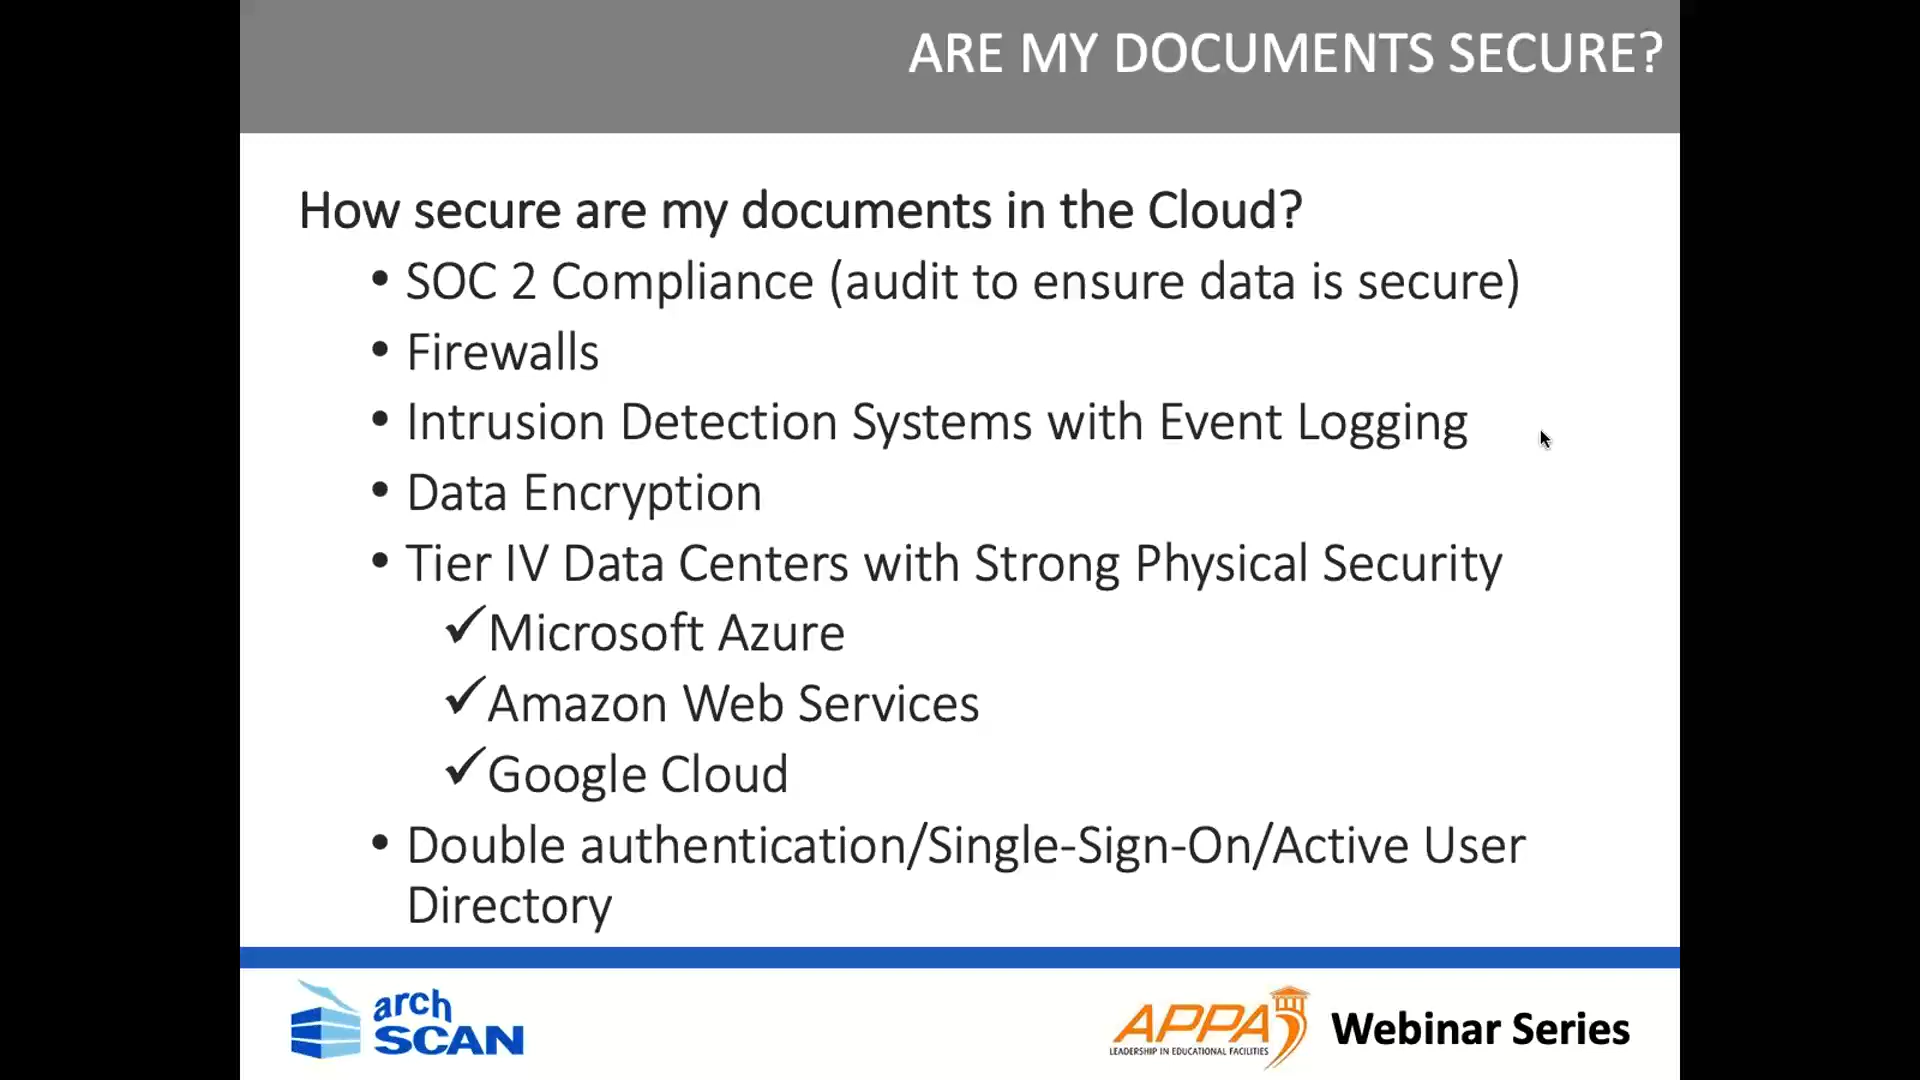 ARE MY DOCUMENTS SECURE?
How secure are my documents in the Cloud?
• SOC 2 Compliance (audit to ensure data is secure)
• Firewalls
• Intrusion Detection Systems with Event Logging
• Data Encryption
• Tier IV Data Centers with Strong Physical Security
✓Microsoft Azure
✓Amazon Web Services
✓Google Cloud
• Double authentication/Single-Sign-On/Active User
Directory
arch
SCAN
APPA
LEADERSHIP IN EDUCATIONAL FACILITIES
Webinar Series